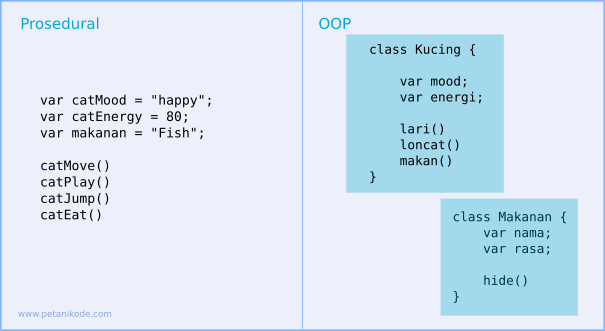 Prosedural
var catMood = "happy";
var catEnergy = 80;
var makanan = "Fish";
catMove()
catPlay()
catJump()
catEat()
www.petanikode.com
OOP
class Kucing {
var mood;
var energi;
lari()
loncat()
makan()
}
class Makanan {
var nama;
var rasa;
hide()
}